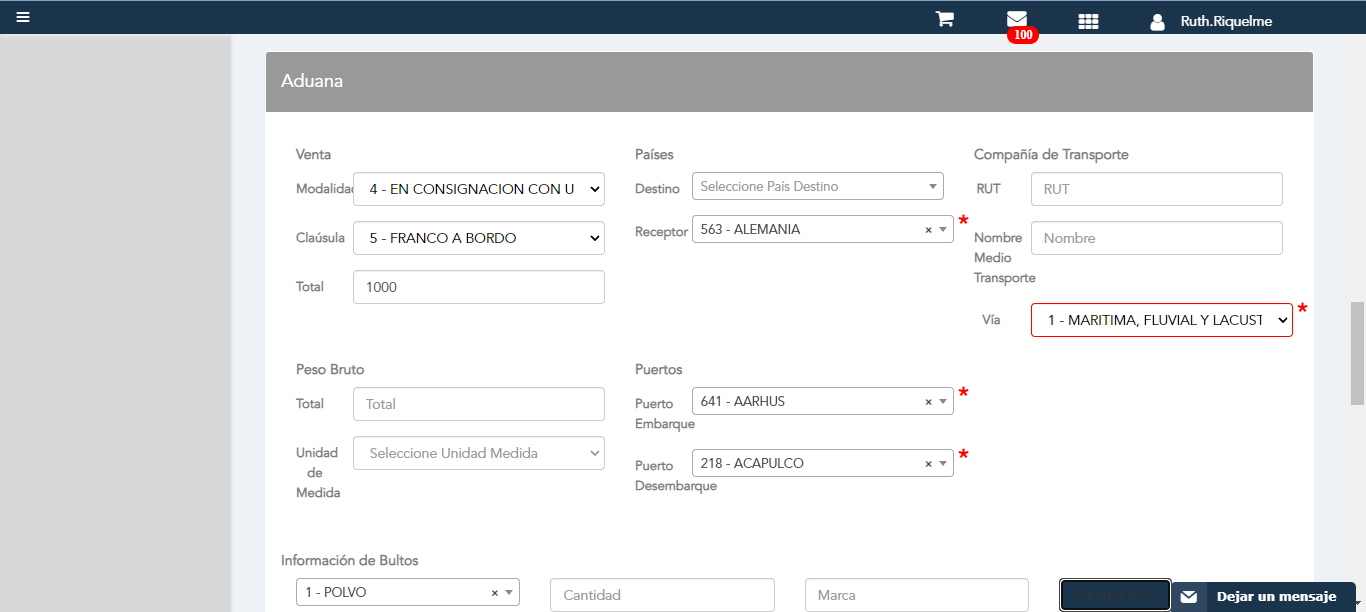 100
Ruth.Riquelme
Aduana
Venta
Países
Compañía de Transporte
Modalidad 4 - EN CONSIGNACION CON U
Destino Seleccione País Destino
RUT RUT
Receptor 563 - ALEMANIA × *
Claúsula 5 - FRANCO A BORDO
Nombre Medio Transporte
Nombre
Total 1000
Vía 1 - MARITIMA, FLUVIAL Y LACUST *
Peso Bruto
Puertos
Total Total
Puerto Embarque
641 - AARHUS × *
Unidad de Medida
Seleccione Unidad Medida
Puerto Desembarque
218 - ACAPULCO × *
Información de Bultos
1 - POLVO ×
Cantidad
Marca
Dejar un mensaje